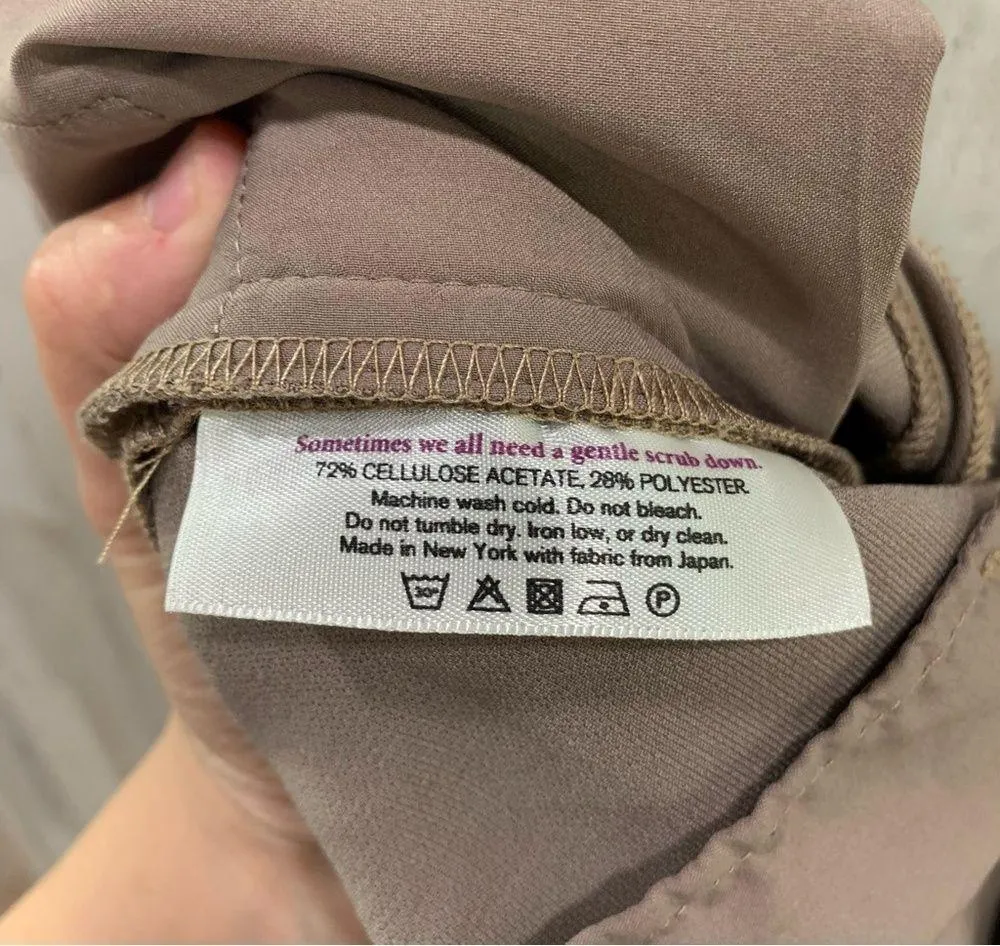 Sometimes we all need a gentle scrub down.
72% CELLULOSE ACETATE, 28% POLYESTER
Machine wash cold. Do not bleach.
Do not tumble dry. Iron low, or dry clean.
Made in New York with fabric from Japan.
30° P